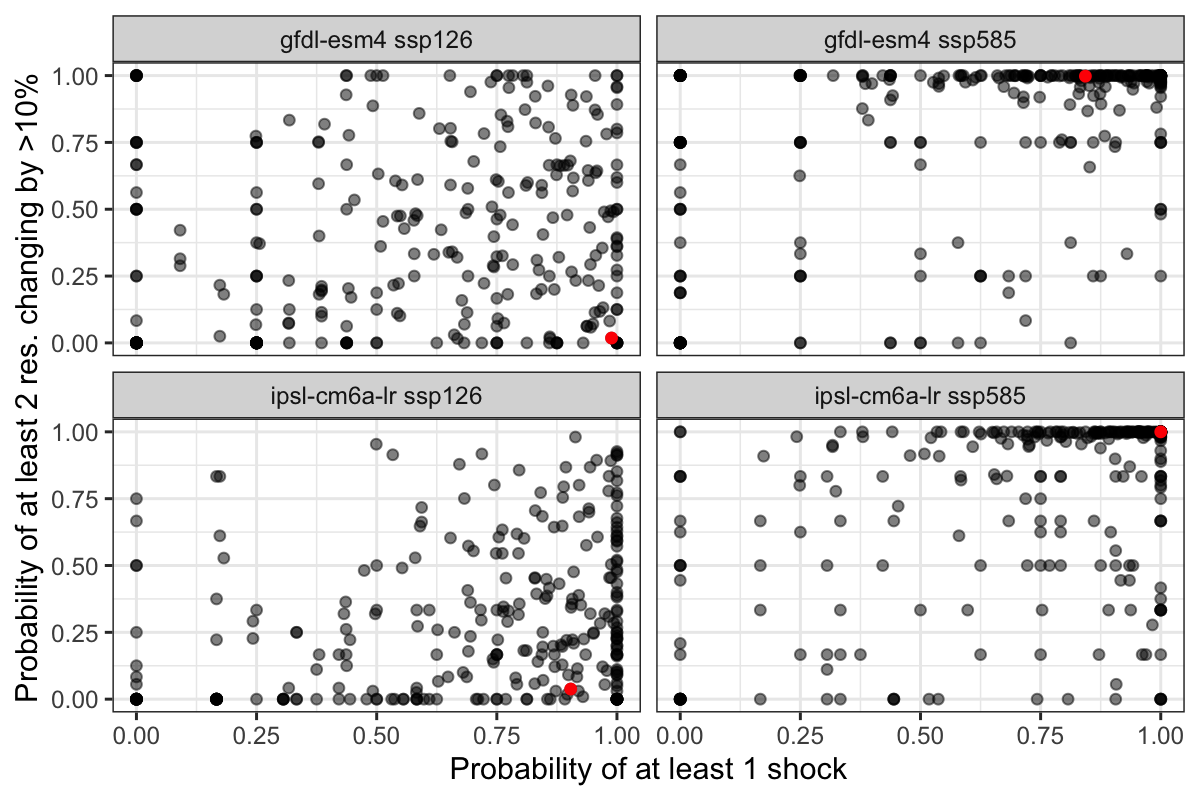 gfdl-esm4 ssp126
gfdl-esm4 ssp585
1.00
0.75
0.50
0.25
0.00
ipsl-cm6a-lr ssp126
ipsl-cm6a-lr ssp585
1.00
0.75
0.50
0.25
0.00
0.00 0.25 0.50 0.75 1.00
0.00 0.25 0.50 0.75 1.00
Probability of at least 1 shock
Probability of at least 2 res. changing by >10%